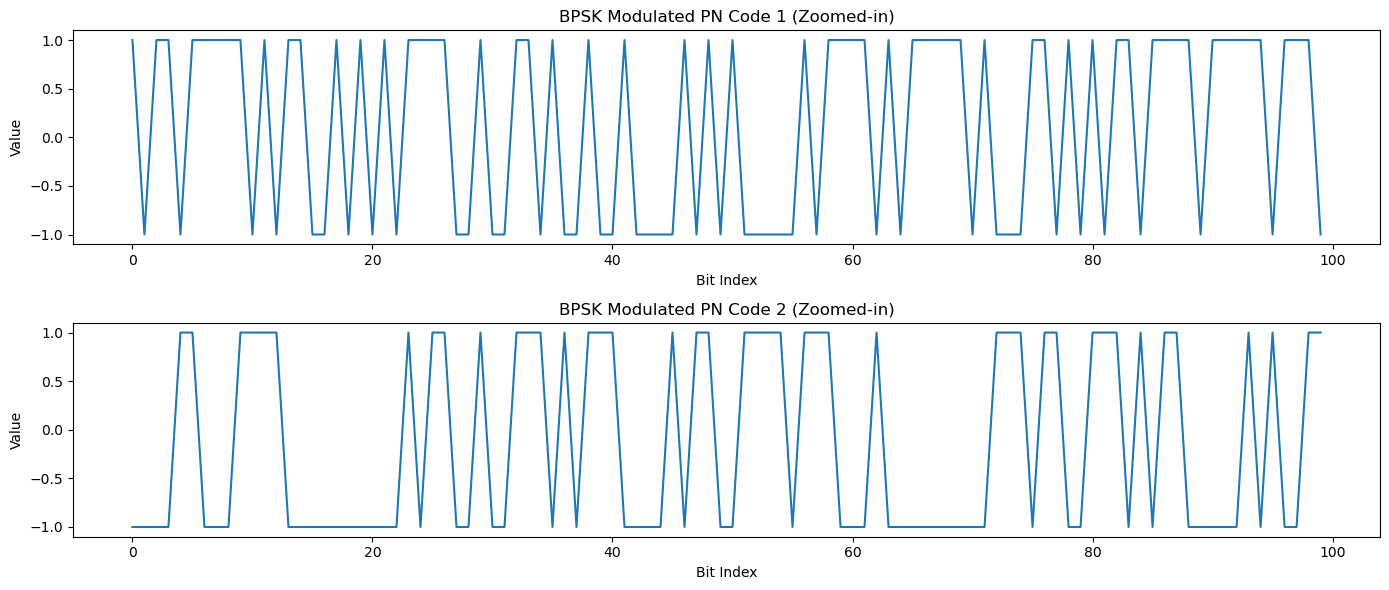 BPSK Modulated PN Code 1 (Zoomed-in)
1.0
0.5
0.0
−0.5
−1.0
Value
0 20 40 60 80 100
Bit Index
BPSK Modulated PN Code 2 (Zoomed-in)
1.0
0.5
0.0
−0.5
−1.0
Value
0 20 40 60 80 100
Bit Index